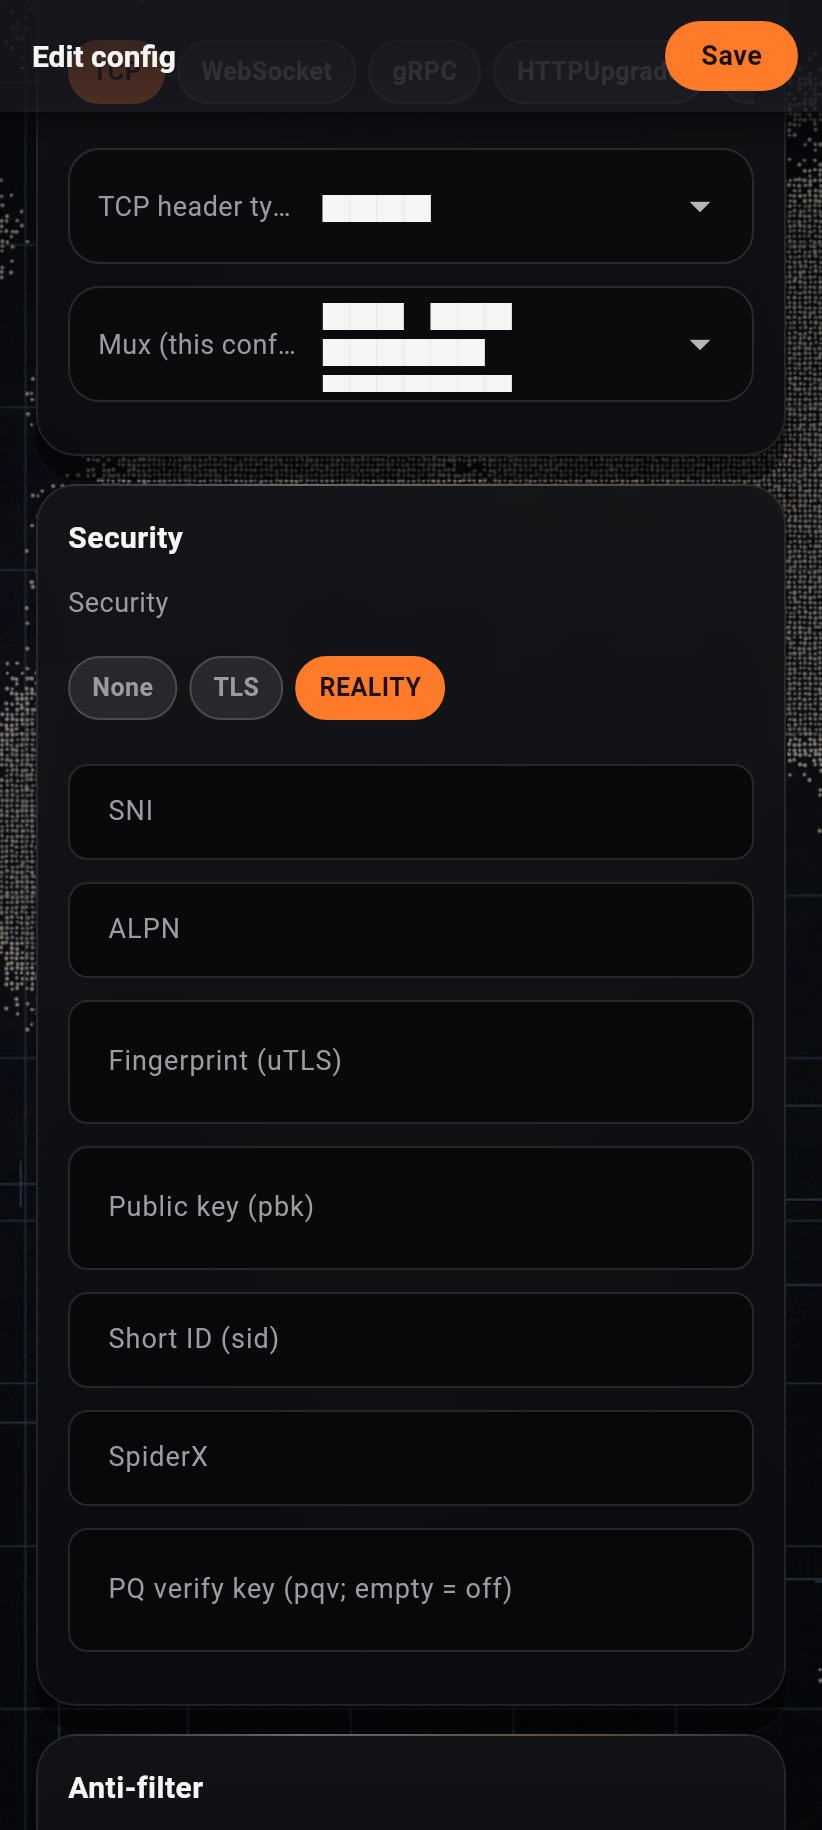 Edit config
Save
TCP
WebSocket
gRPC
HTTPUpgrad
TCP header ty...
Mux (this conf...
Security
Security
None
TLS
REALITY
SNI
ALPN
Fingerprint (uTLS)
Public key (pbk)
Short ID (sid)
SpiderX
PQ verify key (pqv; empty = off)
Anti-filter